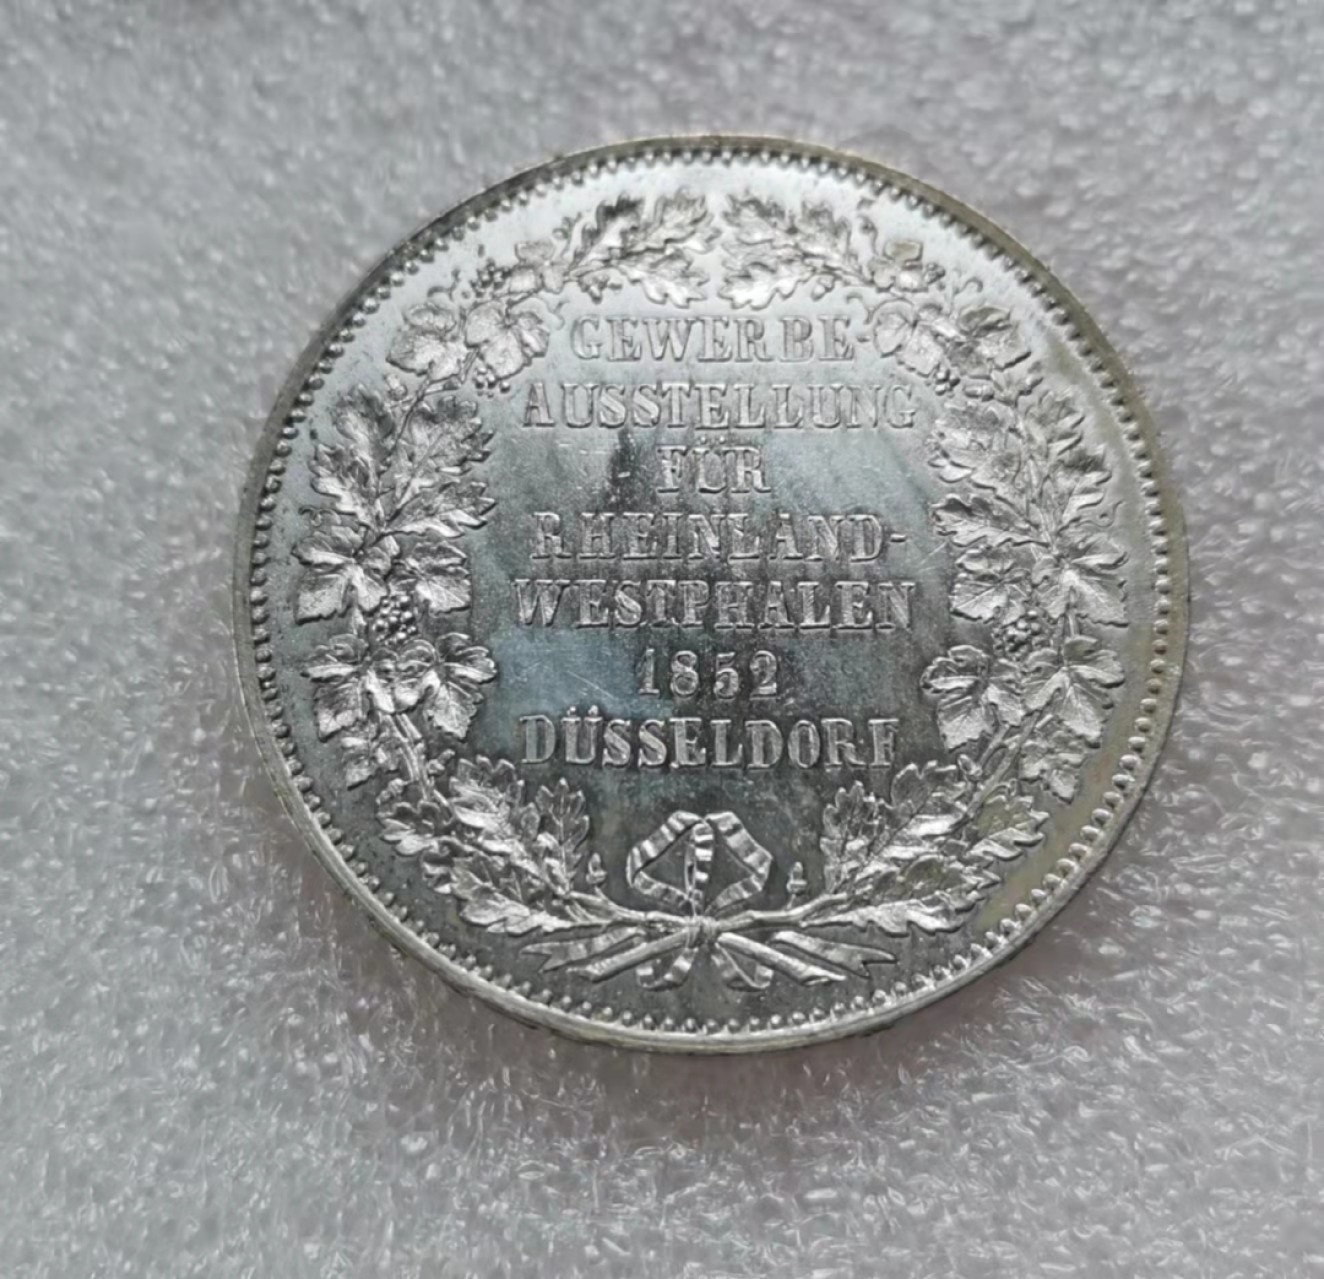 GEWERBE-
AUSSTELLUNG
FÜR
RHEINLAND-
WESTPHALEN
1852
DÜSSELDORF